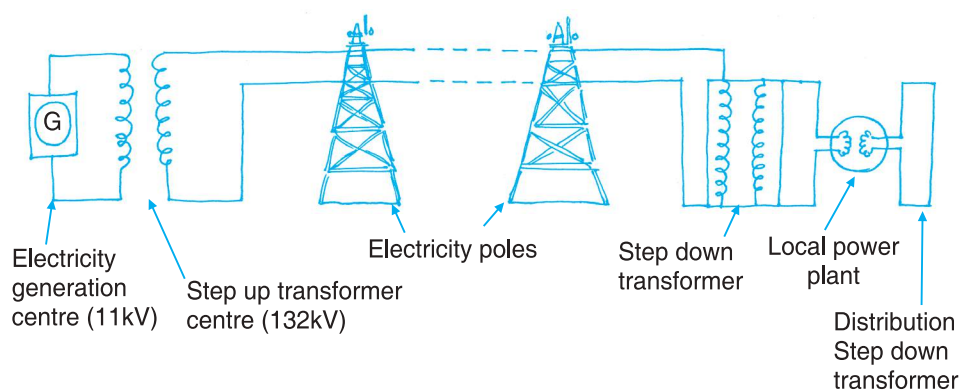 G
Electricity
generation
centre (11kV)
Step up transformer
centre (132kV)
Electricity poles
Step down
transformer
Local power
plant
Distribution
Step down
transformer